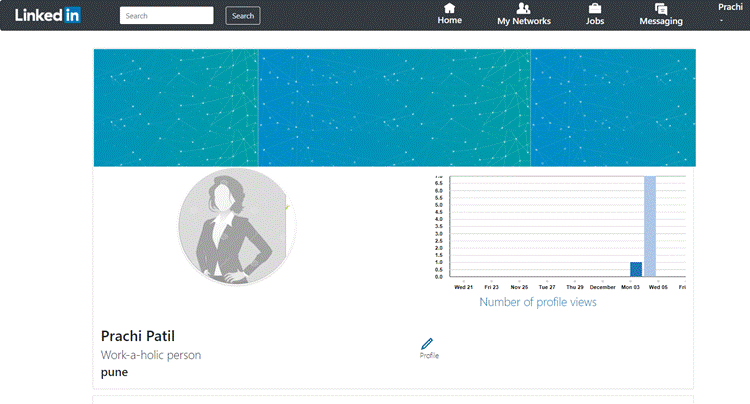 Linked in
Search
Search
Home
My Networks
Jobs
Messaging
Prachi
6.5
6.0
5.5
5.0
4.5
4.0
3.5
3.0
2.5
2.0
1.5
1.0
0.5
0.0
Wed 21 Fri 23 Nov 25 Tue 27 Thu 29 December Mon 03 Wed 05 Fri
Number of profile views
Prachi Patil
Work-a-holic person
pune
Profile